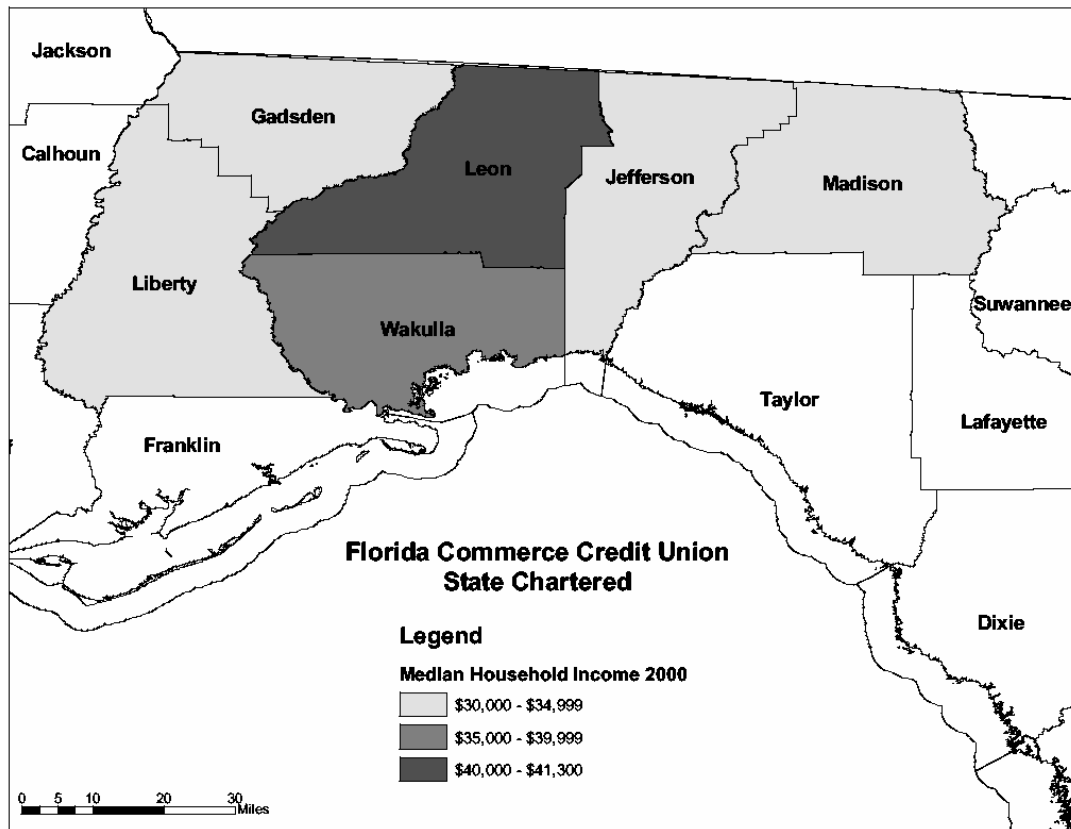 Jackson
Gadsden
Calhoun
Leon
Jefferson
Madison
Liberty
Suwannee
Wakulla
Taylor
Lafayette
Franklin
Florida Commerce Credit Union
State Chartered
Dixie
Legend
Median Household Income 2000
$30,000 - $34,999
$35,000 - $39,999
$40,000 - $41,300
0 5 10 20 30
Miles